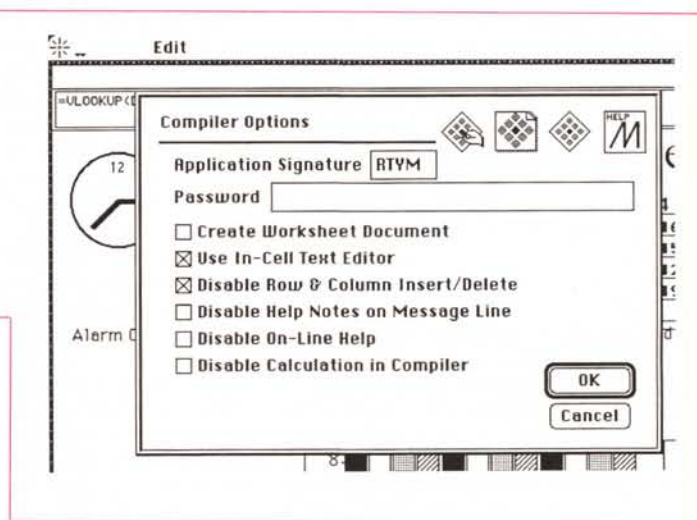 Edit
=VLOOKUP(
Compiler Options
HELP
12
Application Signature RTYM
Password
Create Worksheet Document
Use In-Cell Text Editor
Disable Row & Column Insert/Delete
Disable Help Notes on Message Line
Alarm
Disable On-Line Help
Disable Calculation in Compiler
OK
Cancel